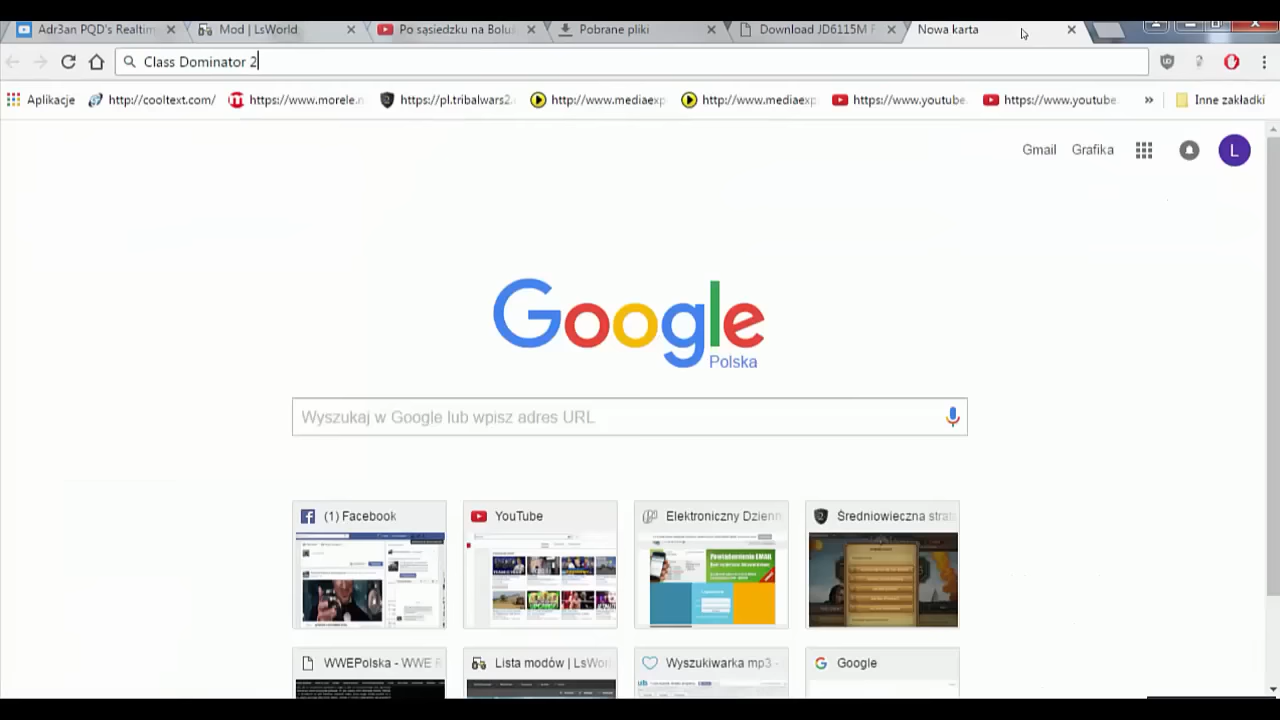 Adr3an PQD's Realtim
Mod | LsWorld
Po sąsiedzku na Bolu
Pobrane pliki
Download JD6115M F
Nowa karta
Class Dominator 2
Aplikacje
http://cooltext.com/
https://www.morele.n
https://pl.tribalwars2.
http://www.mediaexp
http://www.mediaexp
https://www.youtube.
https://www.youtube.
»
Inne zakładki
Gmail
Grafika
L
Google
Polska
Wyszukaj w Google lub wpisz adres URL
(1) Facebook
YouTube
Elektroniczny Dzienn
Średniowieczna strat
WWEPolska - WWE R
Lista modów | LsWorl
Wyszukiwarka mp3 -
Google